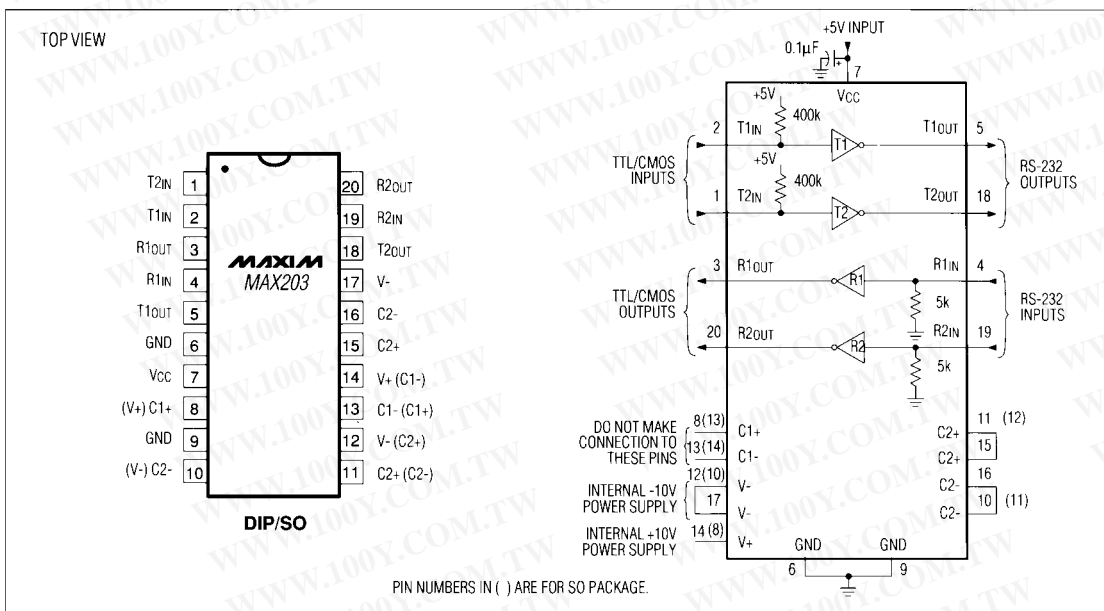 TOP VIEW
T2IN 1
T1IN 2
R1OUT 3
R1IN 4
T1OUT 5
GND 6
VCC 7
(V+) C1+ 8
GND 9
(V-) C2- 10
20 R2OUT
19 R2IN
18 T2OUT
17 V-
16 C2-
15 C2+
14 V+ (C1-)
13 C1- (C1+)
12 V- (C2+)
11 C2+ (C2-)
MAXIM
MAX203
DIP/SO
+5V INPUT
0.1µF
+
7
VCC
+5V
400k
2 T1IN
T1
T1OUT 5
+5V
400k
1 T2IN
T2
T2OUT 18
TTL/CMOS
INPUTS
RS-232
OUTPUTS
3 R1OUT
R1
R1IN 4
5k
20 R2OUT
R2
R2IN 19
5k
TTL/CMOS
OUTPUTS
RS-232
INPUTS
DO NOT MAKE
CONNECTION TO
THESE PINS
8(13)
C1+
13(14)
C1-
INTERNAL -10V
POWER SUPPLY
12(10)
V-
17
V-
INTERNAL +10V
POWER SUPPLY
14(8)
V+
11 (12)
C2+
15
C2+
16
C2-
10 (11)
C2-
GND GND
6 9
PIN NUMBERS IN ( ) ARE FOR SO PACKAGE.
WWW.100Y.COM.TW